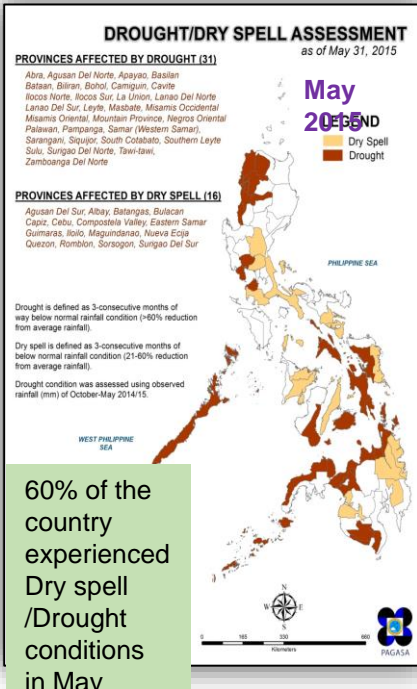 DROUGHT/DRY SPELL ASSESSMENT
as of May 31, 2015
PROVINCES AFFECTED BY DROUGHT (31)
Abra, Agusan Del Norte, Apayao, Basilan
Bataan, Biliran, Bohol, Camiguin, Cavite
Ilocos Norte, Ilocos Sur, La Union, Lanao Del Norte
Lanao Del Sur, Leyte, Masbate, Misamis Occidental
Misamis Oriental, Mountain Province, Negros Oriental
Palawan, Pampanga, Samar (Western Samar),
Sarangani, Siquijor, South Cotabato, Southern Leyte
Sulu, Surigao Del Norte, Tawi-tawi,
Zamboanga Del Norte
May
2015
LEGEND
Dry Spell
Drought
PROVINCES AFFECTED BY DRY SPELL (16)
Agusan Del Sur, Albay, Batangas, Bulacan
Capiz, Cebu, Compostela Valley, Eastern Samar
Guimaras, Iloilo, Maguindanao, Nueva Ecija
Quezon, Romblon, Sorsogon, Surigao Del Sur
PHILIPPINE SEA
Drought is defined as 3-consecutive months of
way below normal rainfall condition (>60% reduction
from average rainfall).
Dry spell is defined as 3-consecutive months of
below normal rainfall condition (21-60% reduction
from average rainfall).
Drought condition was assessed using observed
rainfall (mm) of October-May 2014/15.
WEST PHILIPPINE
SEA
60% of the
country
experienced
Dry spell
/Drought
conditions
in May
N
W
E
S
0 165 330 660
Kilometers
PAGASA